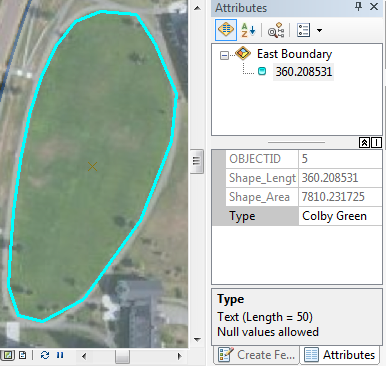 Attributes
East Boundary
360.208531
OBJECTID 5
Shape_Lengt 360.208531
Shape_Area 7810.231725
Type Colby Green
Type
Text (Length = 50)
Null values allowed
Create Fe... Attributes